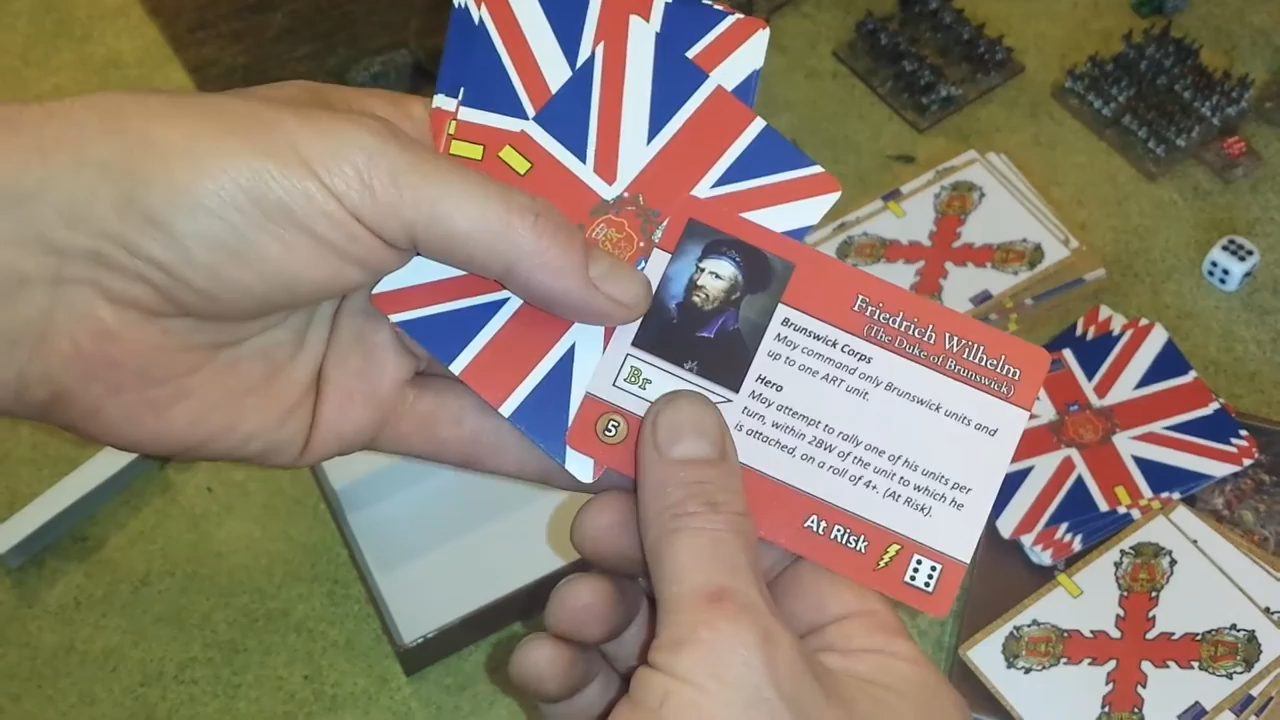 Friedrich Wilhelm
(The Duke of Brunswick)
Brunswick Corps
May command only Brunswick units and
up to one ART unit.
Hero
May attempt to rally one of his units per
turn, within 2BW of the unit to which he
is attached, on a roll of 4+. (At Risk).
Br
5
At Risk